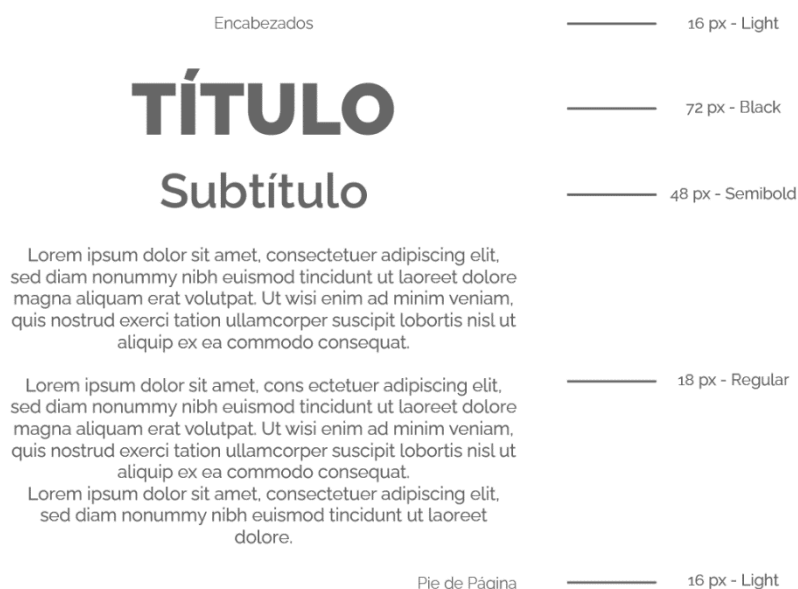 Encabezados
16 px - Light
TÍTULO
72 px - Black
Subtítulo
48 px - Semibold
Lorem ipsum dolor sit amet, consectetuer adipiscing elit,
sed diam nonummy nibh euismod tincidunt ut laoreet dolore
magna aliquam erat volutpat. Ut wisi enim ad minim veniam,
quis nostrud exerci tation ullamcorper suscipit lobortis nisl ut
aliquip ex ea commodo consequat.
Lorem ipsum dolor sit amet, cons ectetuer adipiscing elit,
sed diam nonummy nibh euismod tincidunt ut laoreet dolore
magna aliquam erat volutpat. Ut wisi enim ad minim veniam,
quis nostrud exerci tation ullamcorper suscipit lobortis nisl ut
aliquip ex ea commodo consequat.
Lorem ipsum dolor sit amet, consectetuer adipiscing elit,
sed diam nonummy nibh euismod tincidunt ut laoreet
dolore.
18 px - Regular
Pie de Página
16 px - Light